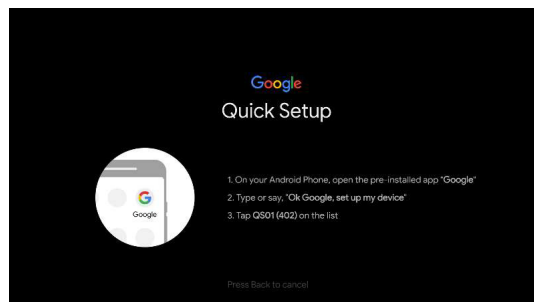 Google
Quick Setup
1. On your Android Phone, open the pre-installed app "Google"
2. Type or say, "Ok Google, set up my device"
3. Tap QS01 (402) on the list
G
Google
Press Back to cancel